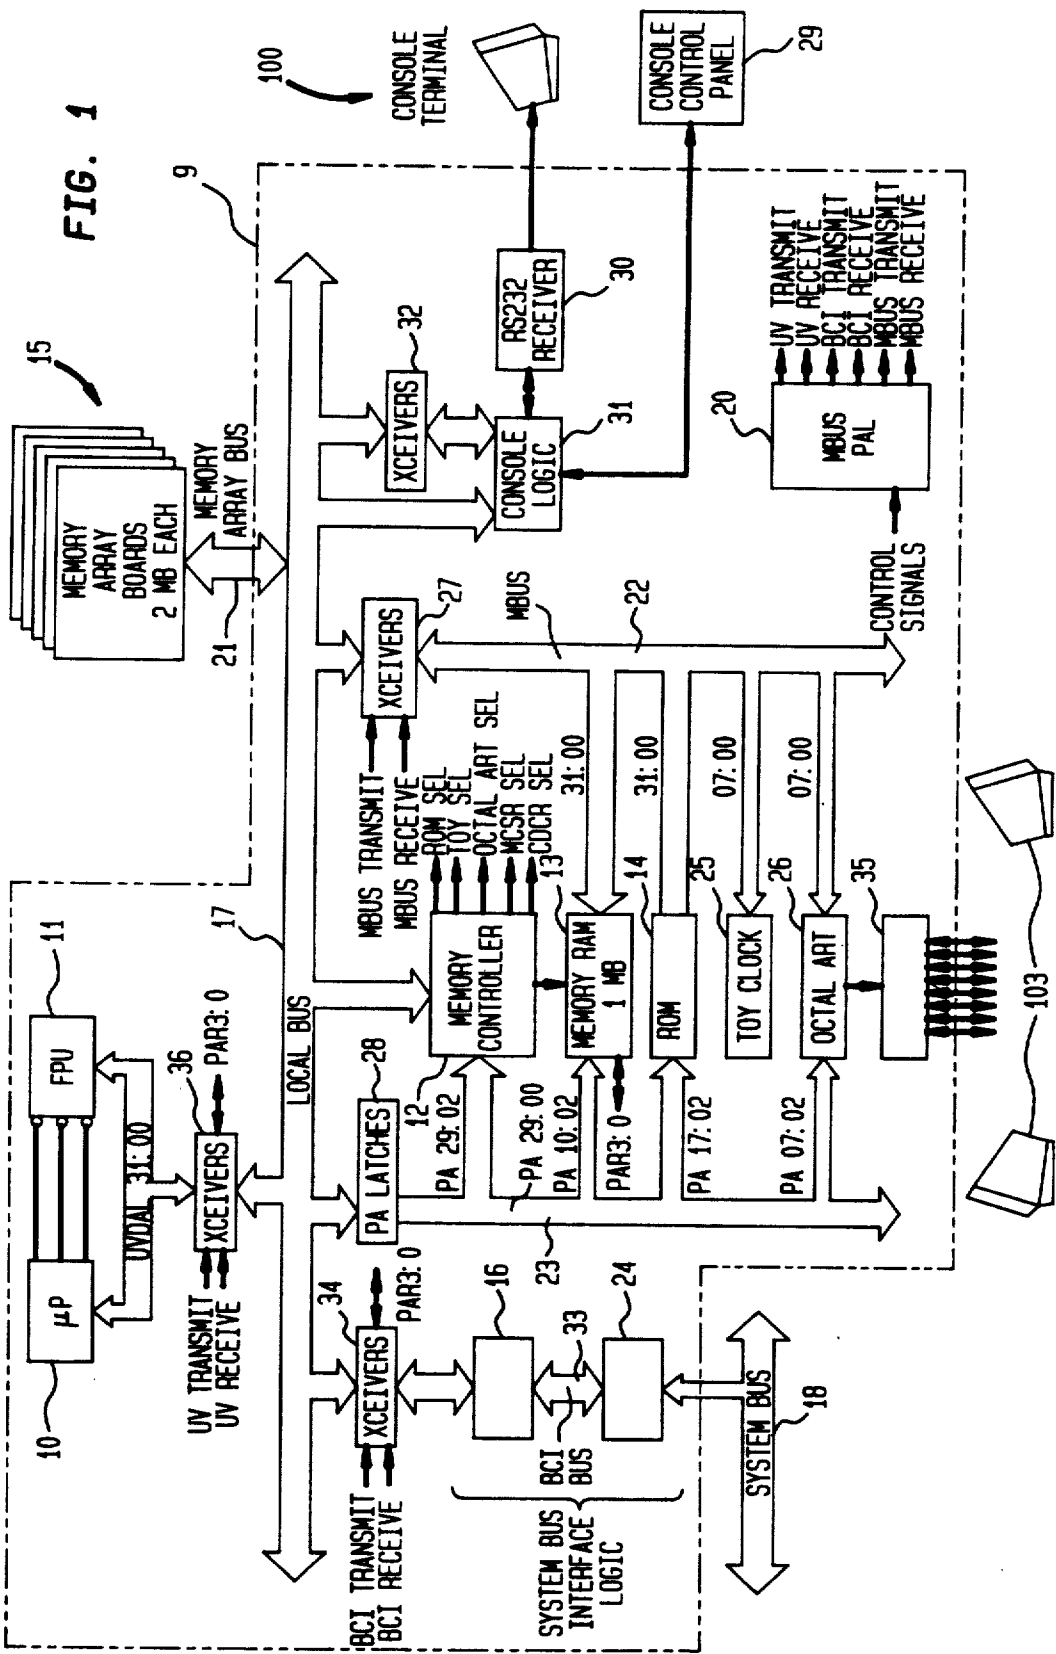 FIG. 1
100
CONSOLE
TERMINAL
CONSOLE
CONTROL
PANEL
29
9
15
MEMORY
ARRAY
BOARDS
2 MB EACH
MEMORY
ARRAY BUS
21
17
LOCAL BUS
11
FPU
µP
10
UVDAL 31:00
36
XCEIVERS
PAR3:0
UV TRANSMIT
UV RECEIVE
32
XCEIVERS
RS232
RECEIVER
30
CONSOLE
LOGIC
31
27
XCEIVERS
MBUS TRANSMIT
MBUS RECEIVE
MBUS
22
20
MBUS
PAL
CONTROL
SIGNALS
UV TRANSMIT
UV RECEIVE
BCI TRANSMIT
BCI RECEIVE
MBUS TRANSMIT
MBUS RECEIVE
ROM SEL
TOY SEL
OCTAL ART SEL
MCSR SEL
CDCR SEL
MEMORY
CONTROLLER
12
13
MEMORY RAM
1 MB
31:00
14
ROM
31:00
25
TOY CLOCK
07:00
26
OCTAL ART
07:00
35
103
28
PA LATCHES
PA 29:02
PA 29:00
PA 10:02
PAR3:0
PA 17:02
PA 07:02
23
34
XCEIVERS
PAR3:0
BCI TRANSMIT
BCI RECEIVE
16
33
24
BCI
BUS
SYSTEM BUS
INTERFACE
LOGIC
SYSTEM BUS
18